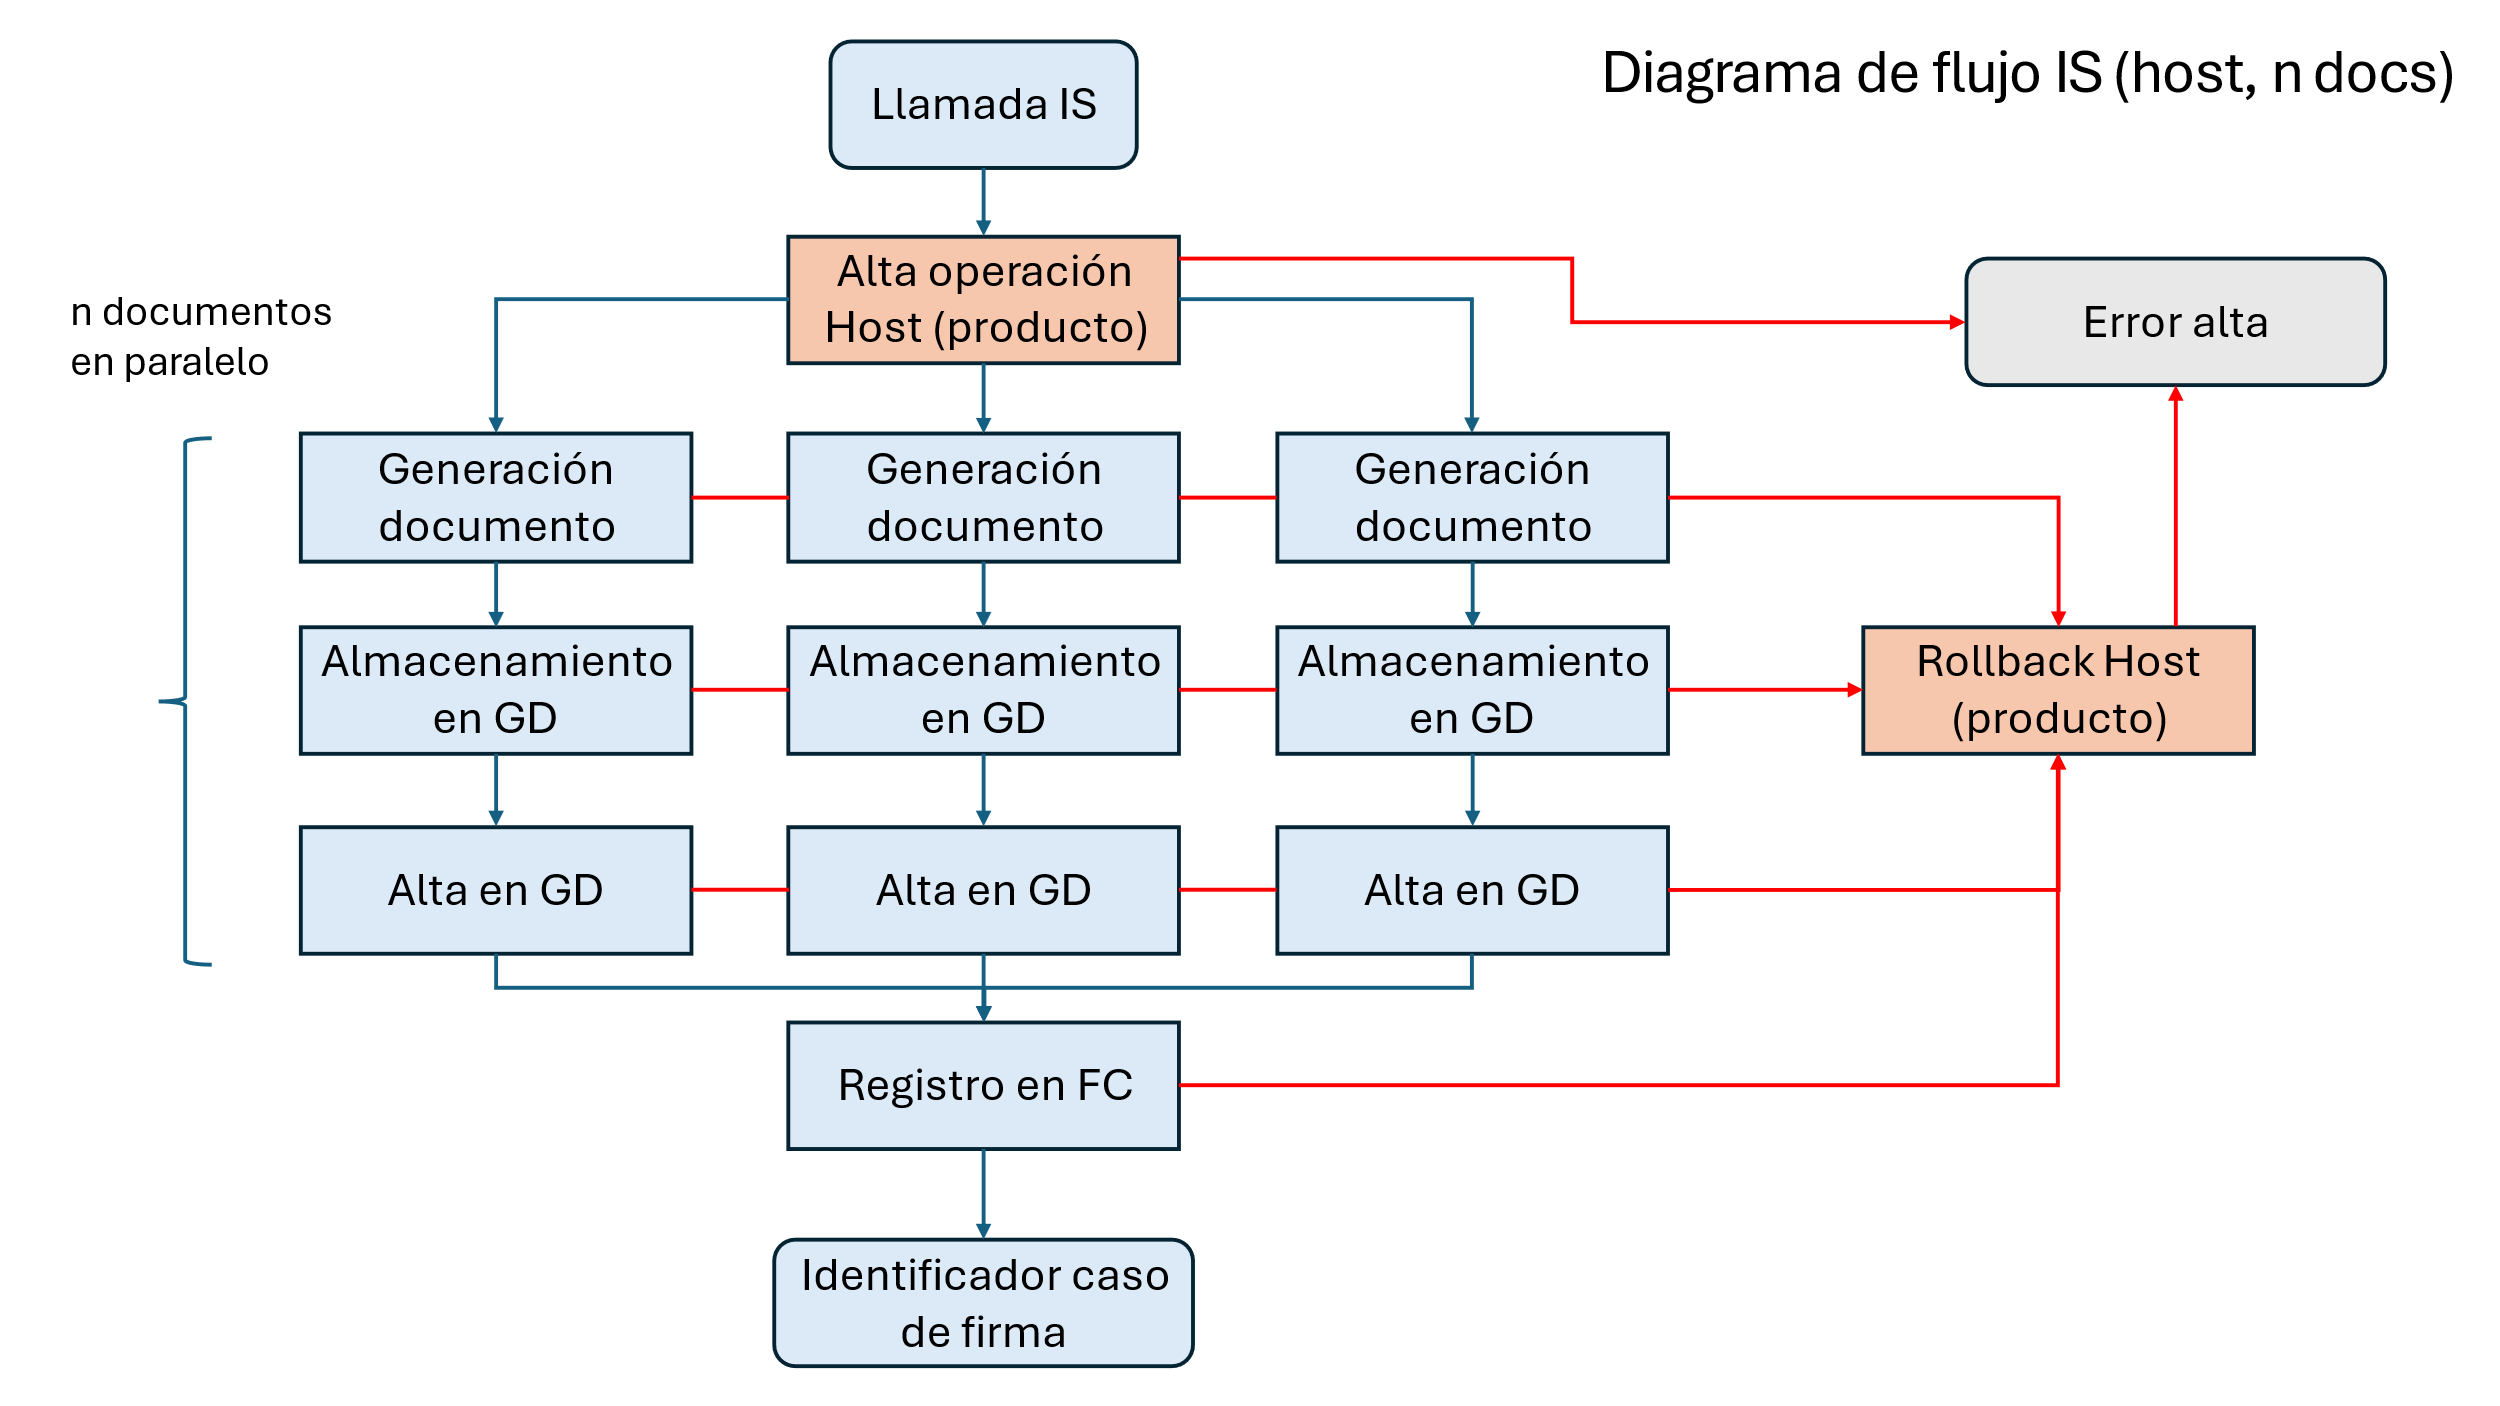 Diagrama de flujo IS (host, n docs)
Llamada IS
Alta operación
Host (producto)
Error alta
n documentos
en paralelo
Generación
documento
Generación
documento
Generación
documento
Almacenamiento
en GD
Almacenamiento
en GD
Almacenamiento
en GD
Rollback Host
(producto)
Alta en GD
Alta en GD
Alta en GD
Registro en FC
Identificador caso
de firma